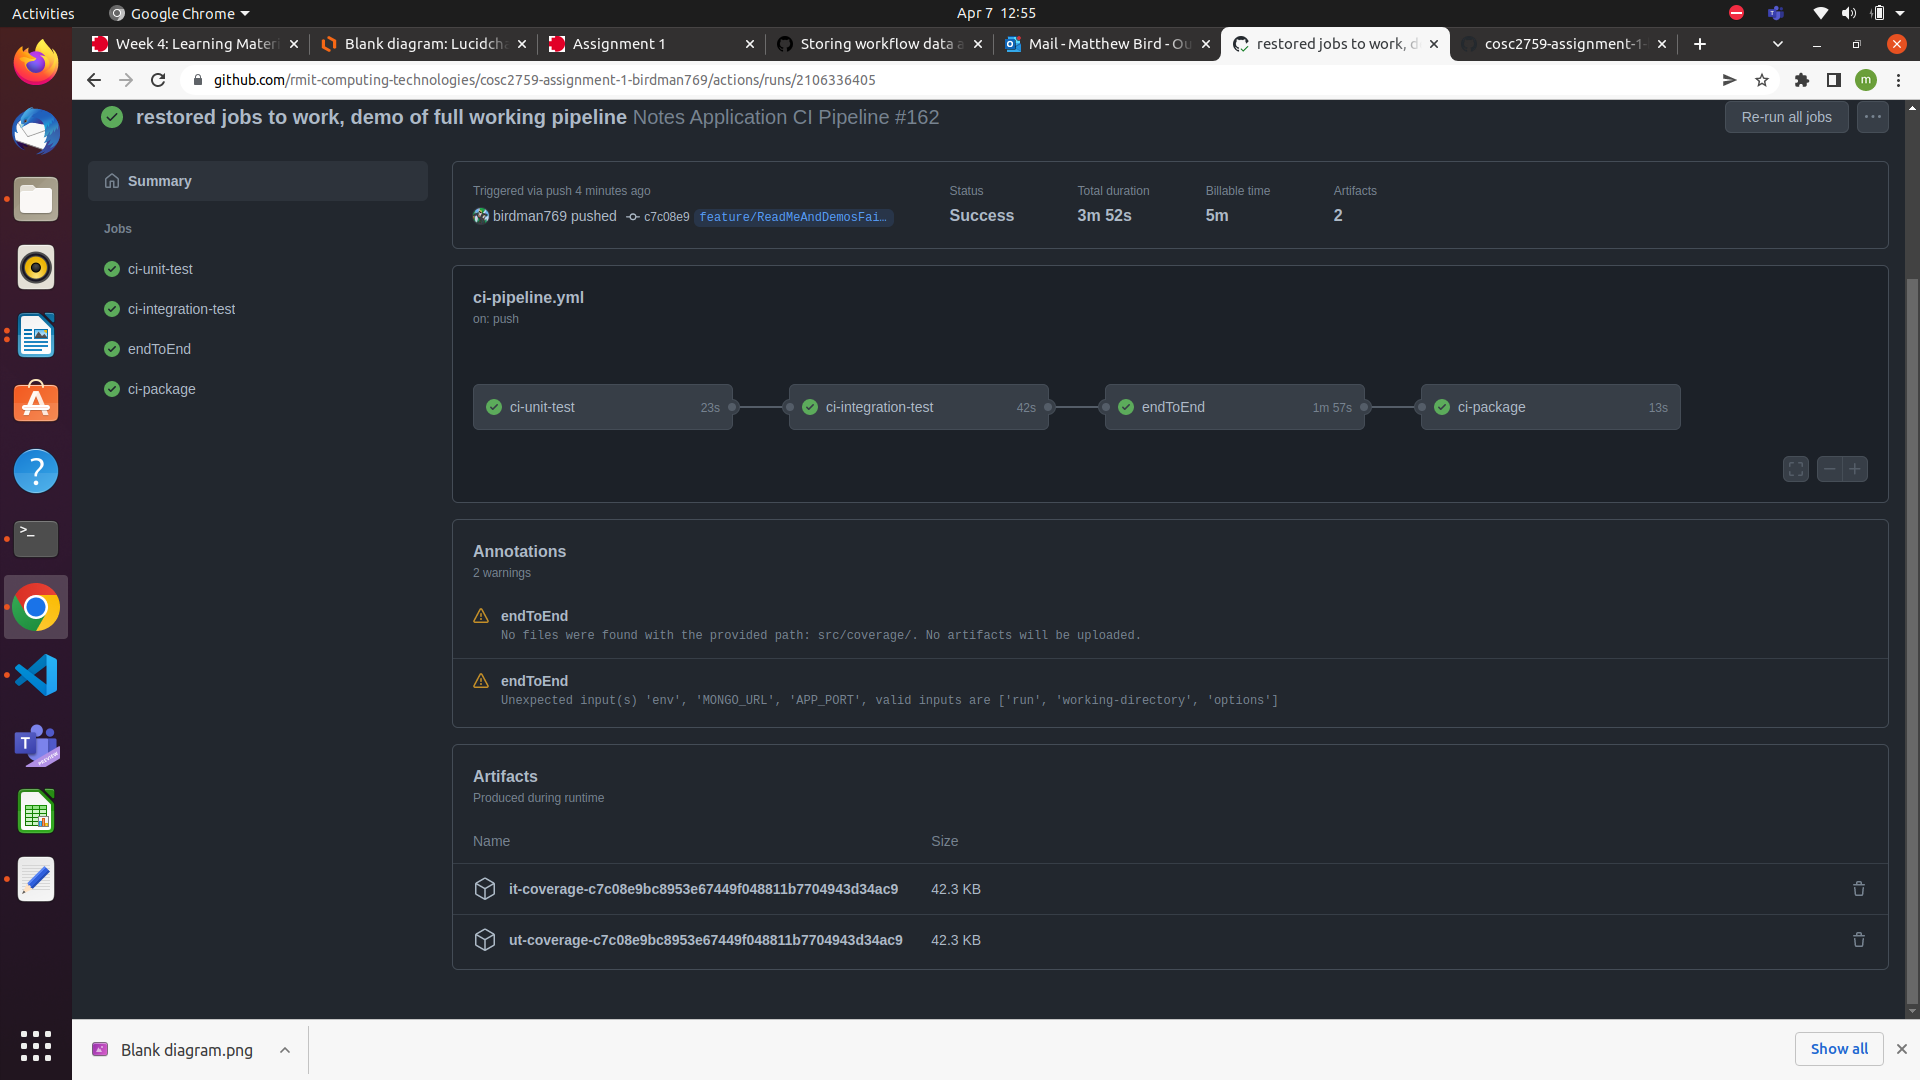 Activities
Google Chrome
Apr 7 12:55
Week 4: Learning Mater
Blank diagram: Lucidcha
Assignment 1
Storing workflow data a
Mail - Matthew Bird - Ou
restored jobs to work, d
cosc2759-assignment-1-
github.com/rmit-computing-technologies/cosc2759-assignment-1-birdman769/actions/runs/2106336405
m
restored jobs to work, demo of full working pipeline Notes Application CI Pipeline #162
Re-run all jobs
Summary
Jobs
ci-unit-test
ci-integration-test
endToEnd
ci-package
Triggered via push 4 minutes ago
birdman769 pushed c7c08e9 feature/ReadMeAndDemosFai…
Status
Success
Total duration
3m 52s
Billable time
5m
Artifacts
2
ci-pipeline.yml
on: push
ci-unit-test 23s
ci-integration-test 42s
endToEnd 1m 57s
ci-package 13s
Annotations
2 warnings
endToEnd
No files were found with the provided path: src/coverage/. No artifacts will be uploaded.
endToEnd
Unexpected input(s) 'env', 'MONGO_URL', 'APP_PORT', valid inputs are ['run', 'working-directory', 'options']
Artifacts
Produced during runtime
Name Size
it-coverage-c7c08e9bc8953e67449f048811b7704943d34ac9 42.3 KB
ut-coverage-c7c08e9bc8953e67449f048811b7704943d34ac9 42.3 KB
Blank diagram.png
Show all